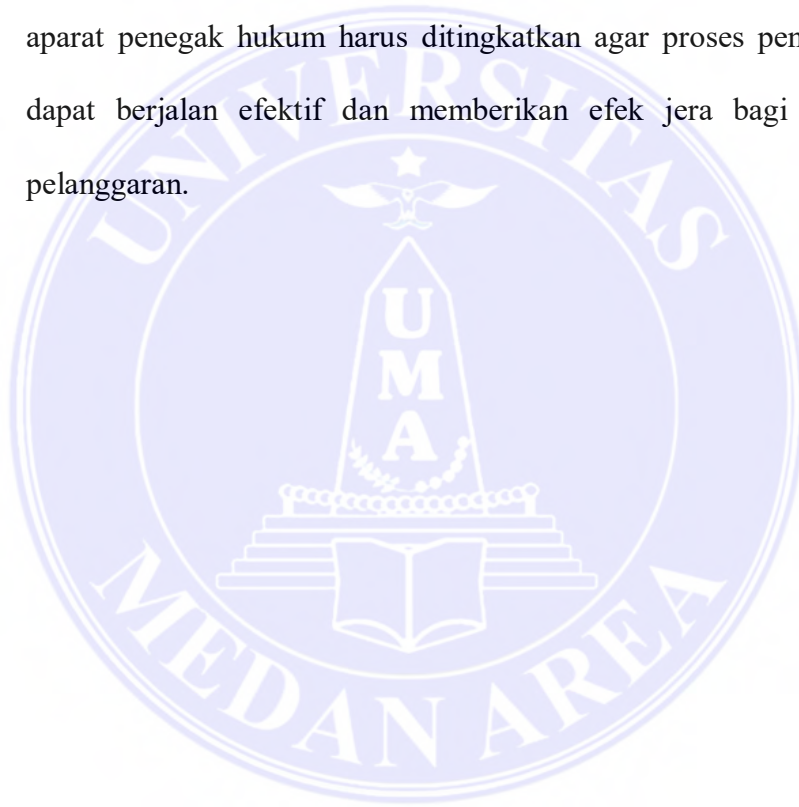 aparat penegak hukum harus ditingkatkan agar proses pen
dapat berjalan efektif dan memberikan efek jera bagi
pelanggaran.
UNIVERSITAS
U
M
A
MEDAN AREA